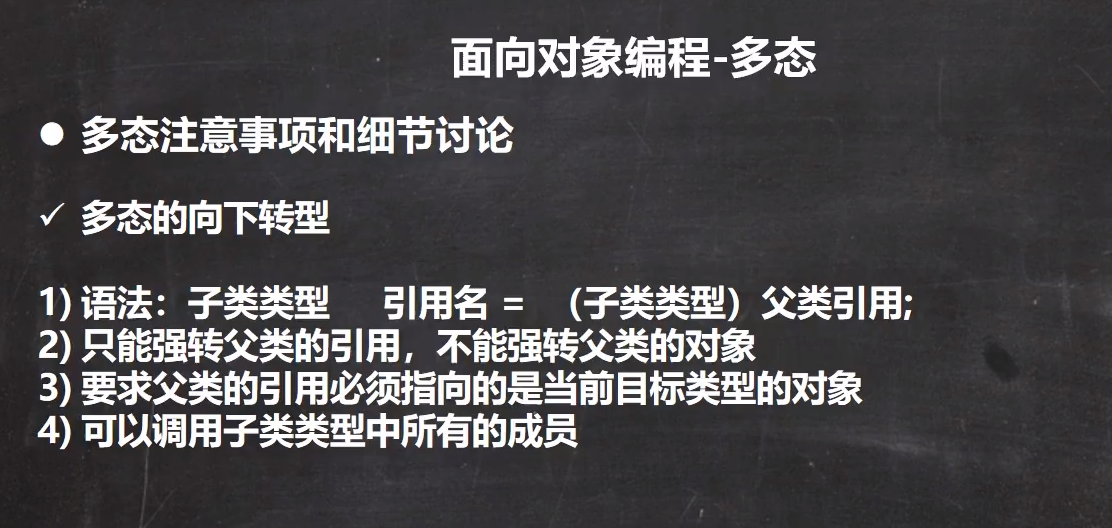 面向对象编程-多态
● 多态注意事项和细节讨论
✓ 多态的向下转型
1) 语法：子类类型 引用名 = （子类类型）父类引用;
2) 只能强转父类的引用，不能强转父类的对象
3) 要求父类的引用必须指向的是当前目标类型的对象
4) 可以调用子类类型中所有的成员